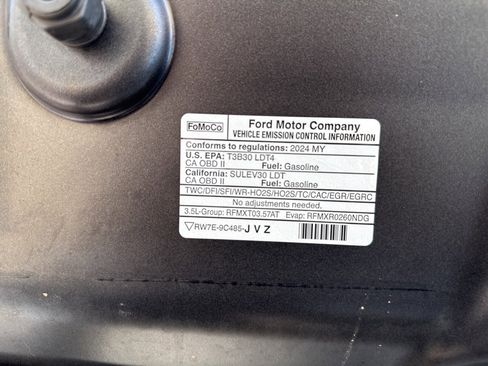 FoMoCo
Ford Motor Company
VEHICLE EMISSION CONTROL INFORMATION
Conforms to regulations: 2024 MY
U.S. EPA: T3B30 LDT4
CA OBD II Fuel: Gasoline
California: SULEV30 LDT
CA OBD II Fuel: Gasoline
TWC/DFI/SFI/WR-HO2S/HO2S/TC/CAC/EGR/EGRC
No adjustments needed.
3.5L-Group: RFMXT03.57AT Evap: RFMXR0260NDG
RW7E-9C485-JVZ